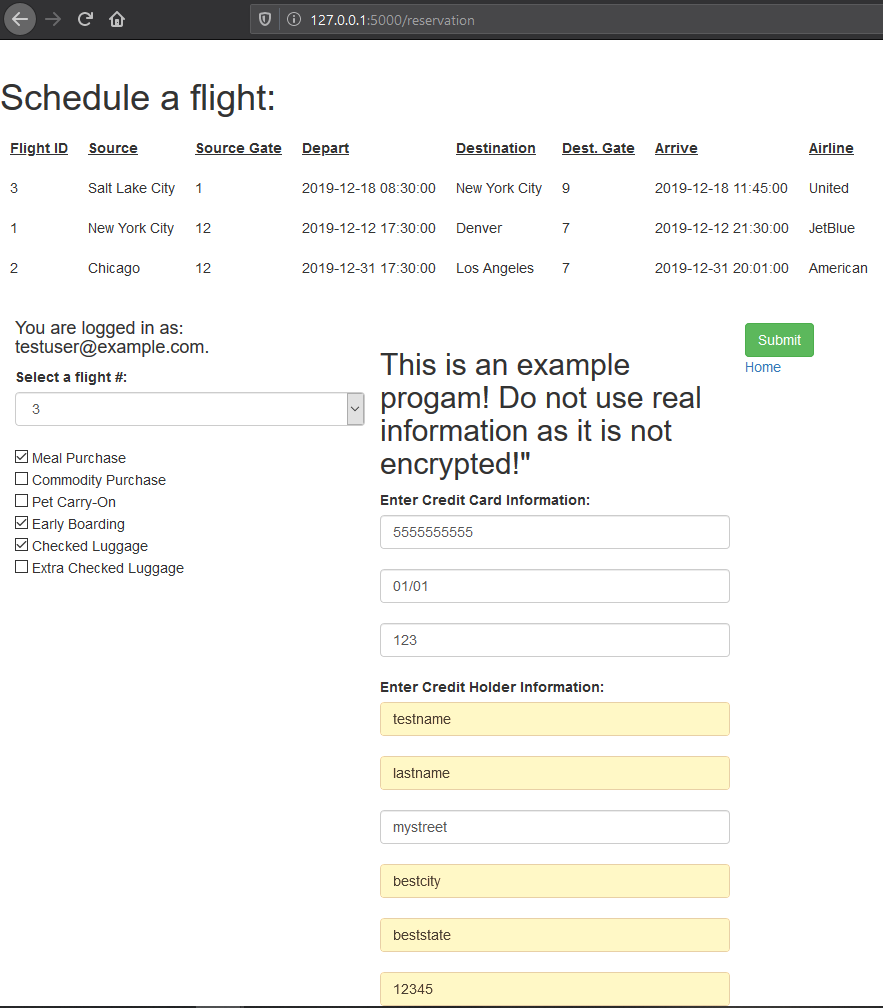 127.0.0.1:5000/reservation
Schedule a flight:
Flight ID Source Source Gate Depart Destination Dest. Gate Arrive Airline
3 Salt Lake City 1 2019-12-18 08:30:00 New York City 9 2019-12-18 11:45:00 United
1 New York City 12 2019-12-12 17:30:00 Denver 7 2019-12-12 21:30:00 JetBlue
2 Chicago 12 2019-12-31 17:30:00 Los Angeles 7 2019-12-31 20:01:00 American
You are logged in as:
testuser@example.com.
Select a flight #:
3
Meal Purchase
Commodity Purchase
Pet Carry-On
Early Boarding
Checked Luggage
Extra Checked Luggage
This is an example
progam! Do not use real
information as it is not
encrypted!"
Enter Credit Card Information:
5555555555
01/01
123
Enter Credit Holder Information:
testname
lastname
mystreet
bestcity
beststate
12345
Submit
Home